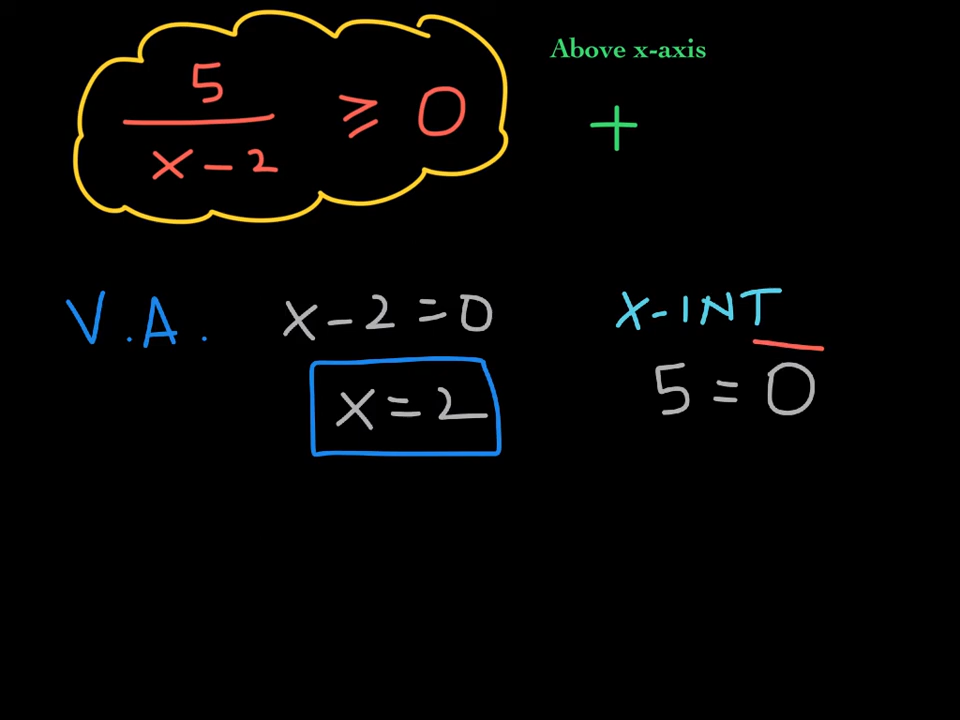 5
x-2 ≥ 0
Above x-axis
+
V.A. x-2=0
x=2
X-INT
5=0